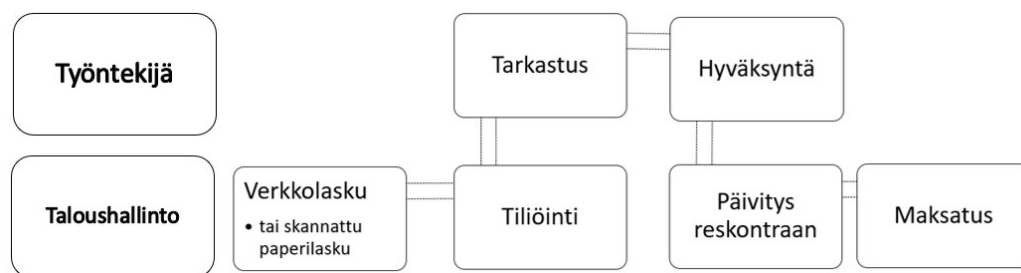 Työntekijä
Tarkastus
Hyväksyntä
Taloushallinto
Verkkolasku
• tai skannattu
paperilasku
Tiliöinti
Päivitys
reskontraan
Maksatus